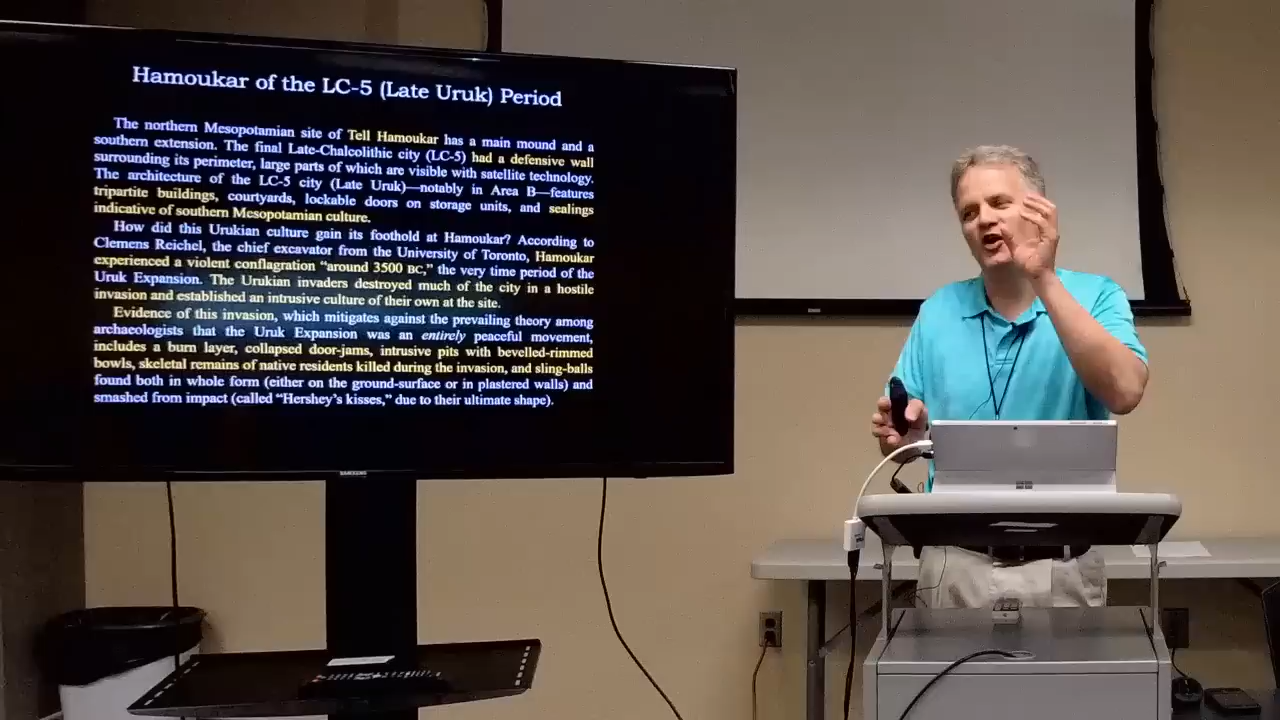 Hamoukar of the LC-5 (Late Uruk) Period
The northern Mesopotamian site of Tell Hamoukar has a main mound and a
southern extension. The final Late-Chalcolithic city (LC-5) had a defensive wall
surrounding its perimeter, large parts of which are visible with satellite technology.
The architecture of the LC-5 city (Late Uruk)—notably in Area B—features
tripartite buildings, courtyards, lockable doors on storage units, and sealings
indicative of southern Mesopotamian culture.
How did this Urukian culture gain its foothold at Hamoukar? According to
Clemens Reichel, the chief excavator from the University of Toronto, Hamoukar
experienced a violent conflagration “around 3500 BC,” the very time period of the
Uruk Expansion. The Urukian invaders destroyed much of the city in a hostile
invasion and established an intrusive culture of their own at the site.
Evidence of this invasion, which mitigates against the prevailing theory among
archaeologists that the Uruk Expansion was an entirely peaceful movement,
includes a burn layer, collapsed door-jams, intrusive pits with bevelled-rimmed
bowls, skeletal remains of native residents killed during the invasion, and sling-balls
found both in whole form (either on the ground-surface or in plastered walls) and
smashed from impact (called “Hershey’s kisses,” due to their ultimate shape).
SAMSUNG